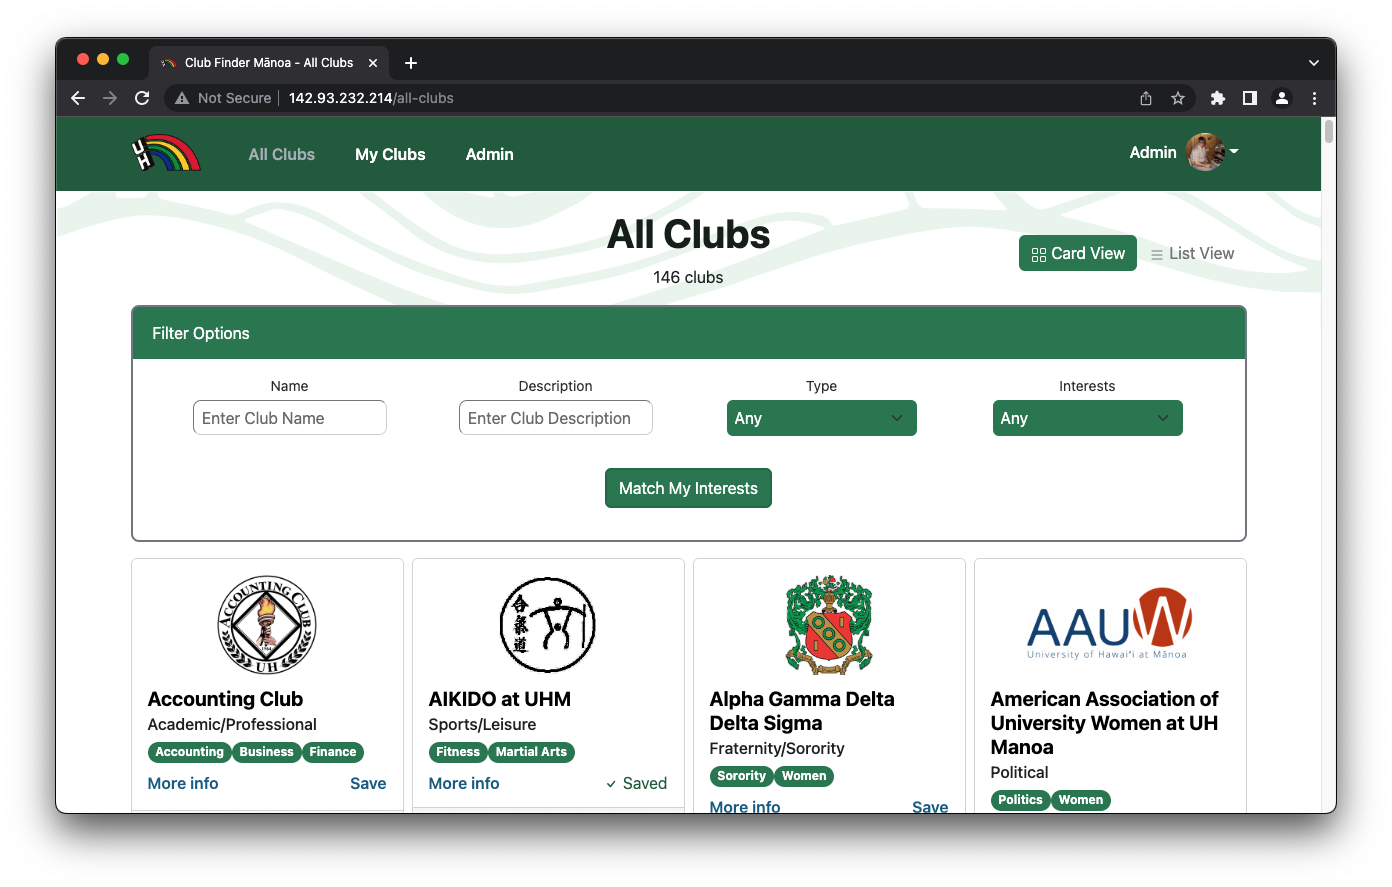 Club Finder Mānoa - All Clubs
Not Secure
142.93.232.214/all-clubs
UH
All Clubs
My Clubs
Admin
Admin
All Clubs
146 clubs
Card View
List View
Filter Options
Name
Description
Type
Interests
Enter Club Name
Enter Club Description
Any
Any
Match My Interests
ACCOUNTING CLUB
UH
合氣道
AAUW
University of Hawaiʻi at Mānoa
Accounting Club
Academic/Professional
Accounting
Business
Finance
More info
Save
AIKIDO at UHM
Sports/Leisure
Fitness
Martial Arts
More info
Saved
Alpha Gamma Delta
Delta Sigma
Fraternity/Sorority
Sorority
Women
More info
Save
American Association of
University Women at UH
Manoa
Political
Politics
Women